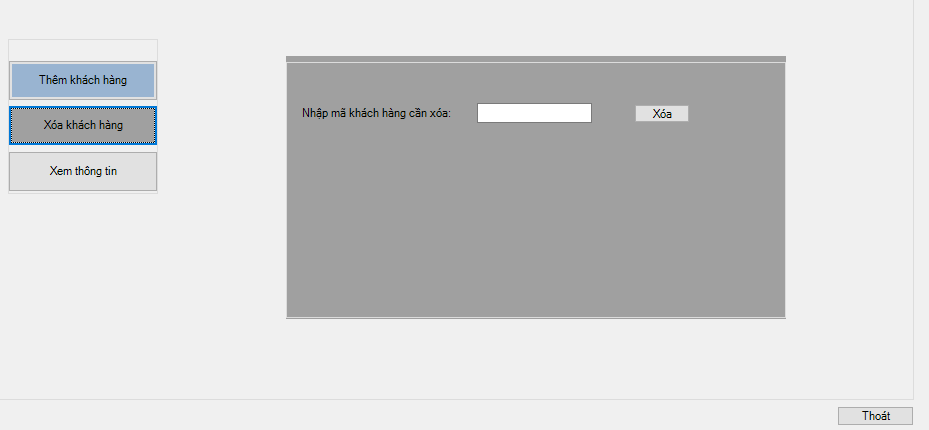 Thêm khách hàng
Xóa khách hàng
Xem thông tin
Nhập mã khách hàng cần xóa:
Xóa
Thoát